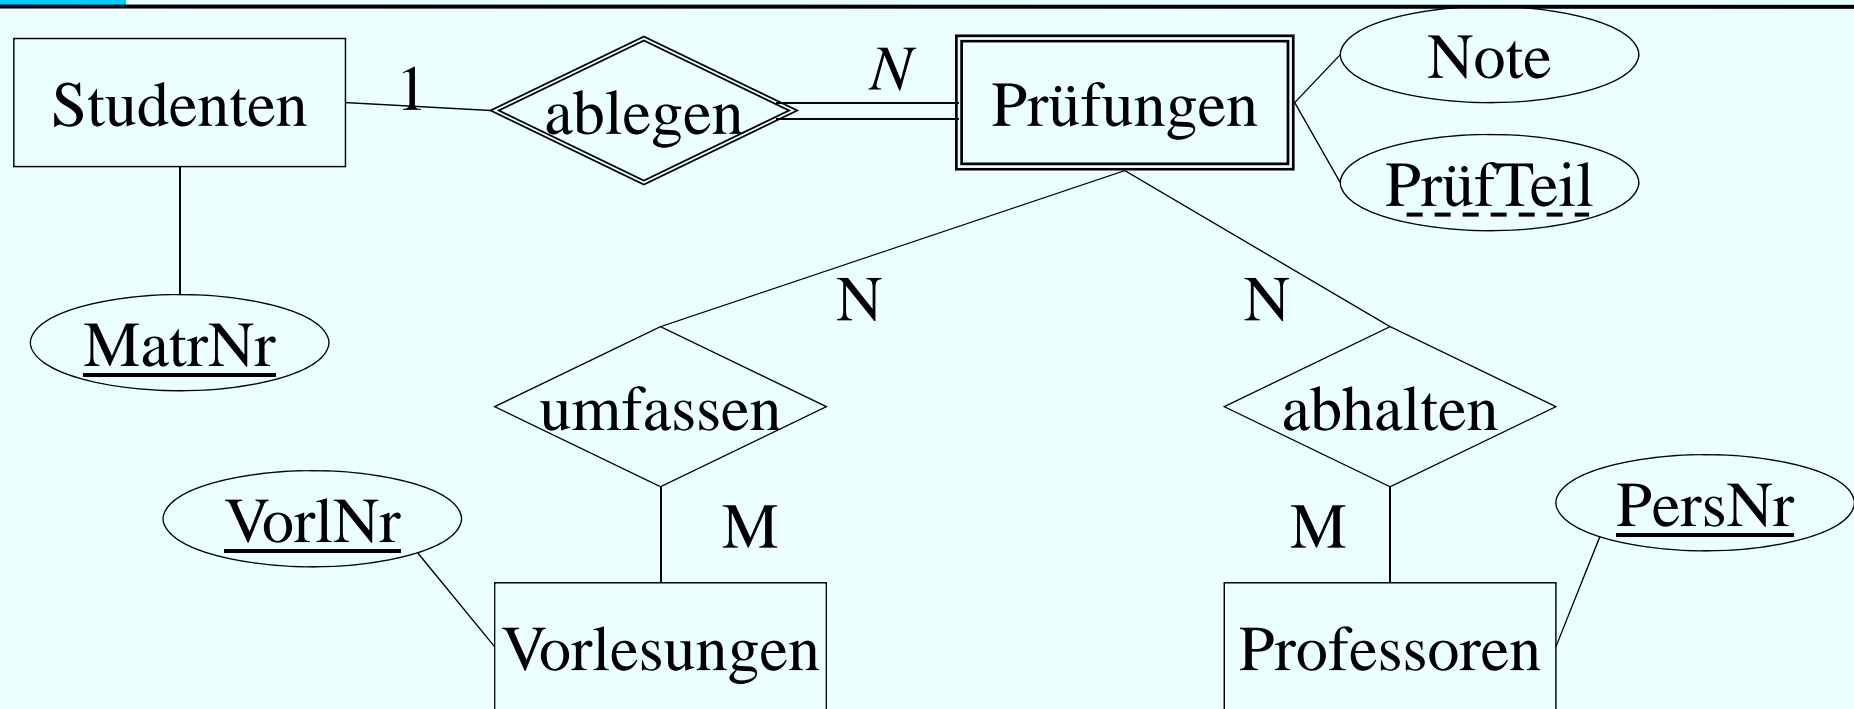 Note
1
N
Studenten
ablegen
Prüfungen
PrüfTeil
N
N
MatrNr
umfassen
abhalten
VorlNr
M
M
PersNr
Vorlesungen
Professoren